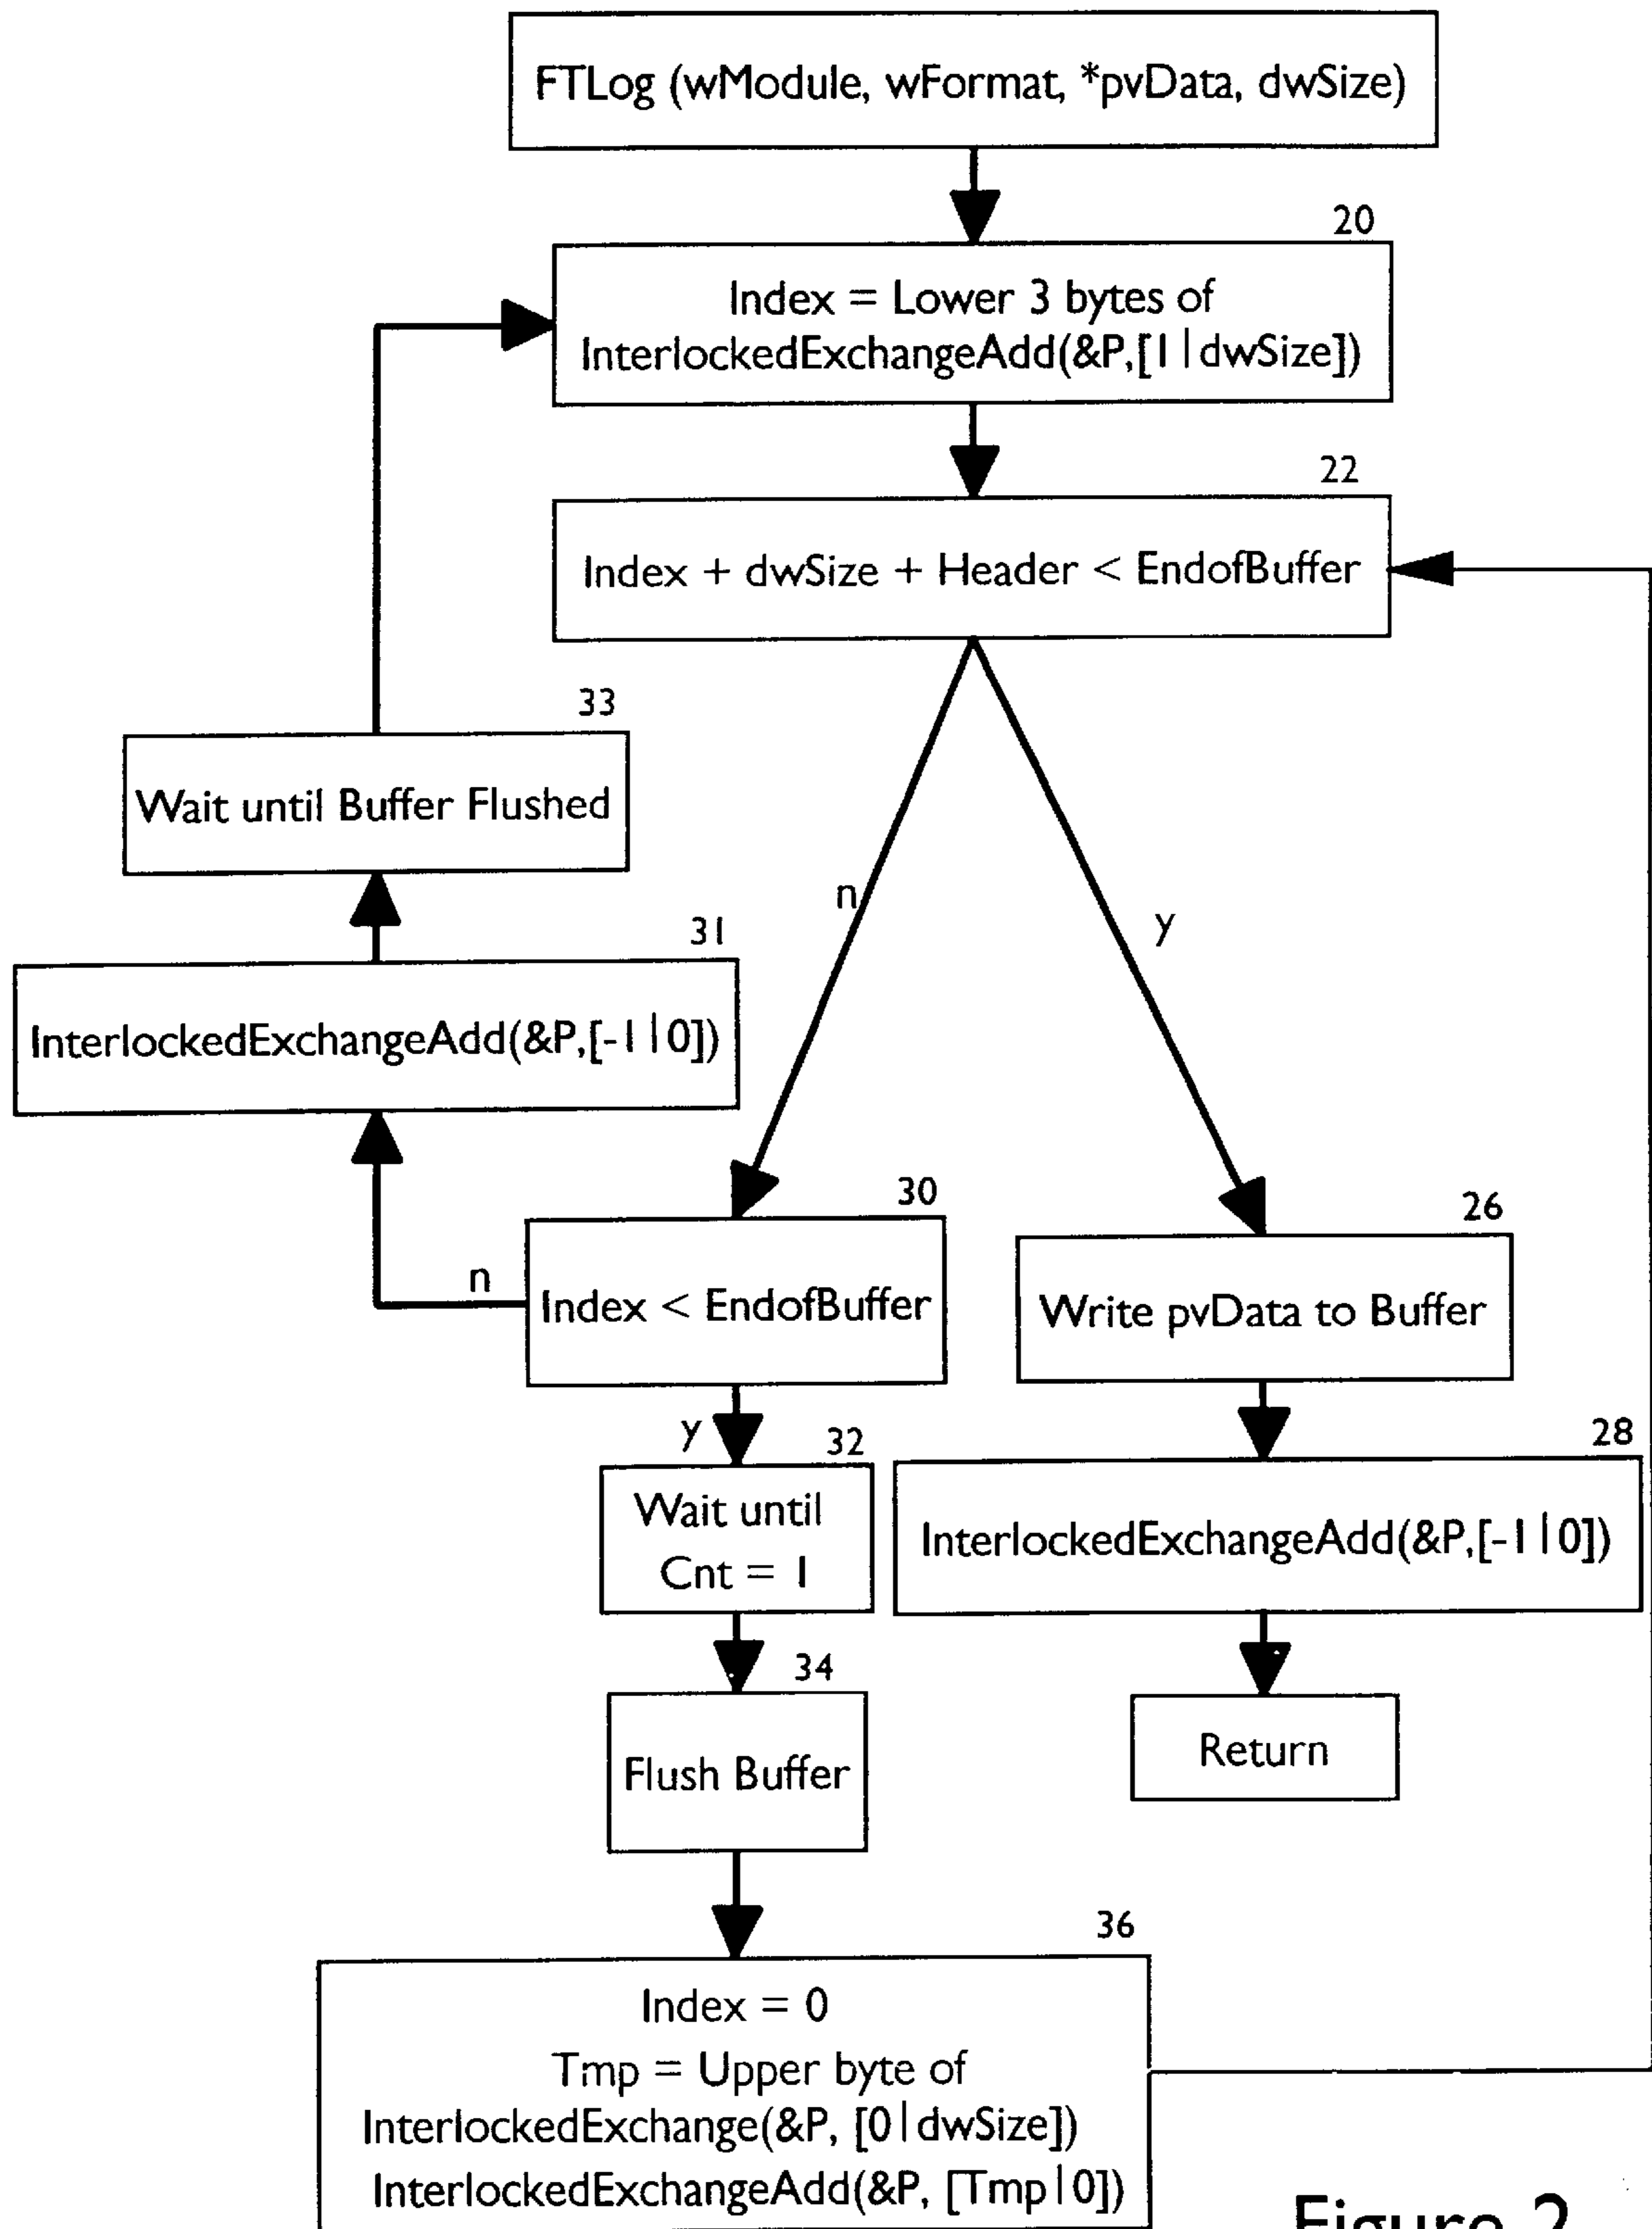 FTLog (wModule, wFormat, *pvData, dwSize)
20
Index = Lower 3 bytes of
InterlockedExchangeAdd(&P,[1|dwSize])
22
Index + dwSize + Header < EndofBuffer
33
Wait until Buffer Flushed
n
y
31
InterlockedExchangeAdd(&P,[-1|0])
30
26
n
Index < EndofBuffer
Write pvData to Buffer
y
32
28
Wait until
Cnt = 1
InterlockedExchangeAdd(&P,[-1|0])
34
Flush Buffer
Return
36
Index = 0
Tmp = Upper byte of
InterlockedExchange(&P, [0|dwSize])
InterlockedExchangeAdd(&P, [Tmp|0])
Figure 2